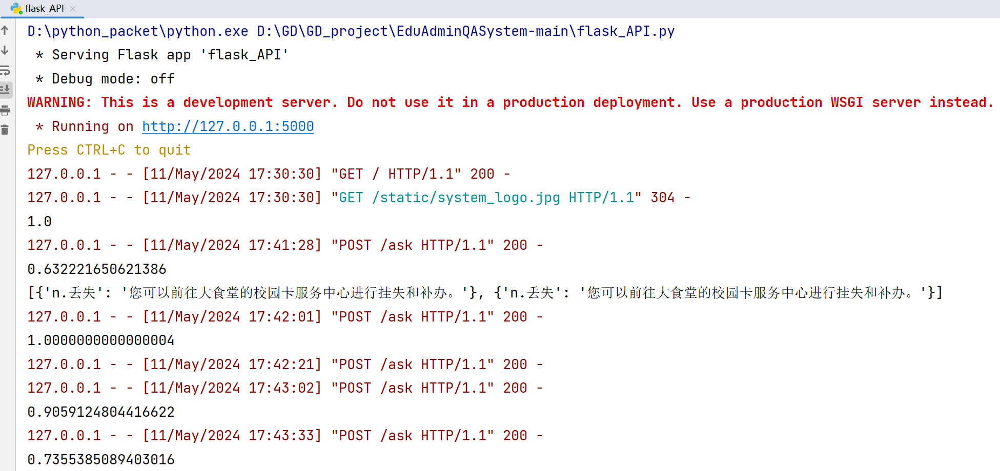 flask_API
D:\python_packet\python.exe D:\GD\GD_project\EduAdminQASystem-main\flask_API.py
 * Serving Flask app 'flask_API'
 * Debug mode: off
WARNING: This is a development server. Do not use it in a production deployment. Use a production WSGI server instead.
 * Running on http://127.0.0.1:5000
Press CTRL+C to quit
127.0.0.1 - - [11/May/2024 17:30:30] "GET / HTTP/1.1" 200 -
127.0.0.1 - - [11/May/2024 17:30:30] "GET /static/system_logo.jpg HTTP/1.1" 304 -
1.0
127.0.0.1 - - [11/May/2024 17:41:28] "POST /ask HTTP/1.1" 200 -
0.632221650621386
[{'n.丢失': '您可以前往大食堂的校园卡服务中心进行挂失和补办。'}, {'n.丢失': '您可以前往大食堂的校园卡服务中心进行挂失和补办。'}]
127.0.0.1 - - [11/May/2024 17:42:01] "POST /ask HTTP/1.1" 200 -
1.0000000000000004
127.0.0.1 - - [11/May/2024 17:42:21] "POST /ask HTTP/1.1" 200 -
127.0.0.1 - - [11/May/2024 17:43:02] "POST /ask HTTP/1.1" 200 -
0.9059124804416622
127.0.0.1 - - [11/May/2024 17:43:33] "POST /ask HTTP/1.1" 200 -
0.7355385089403016